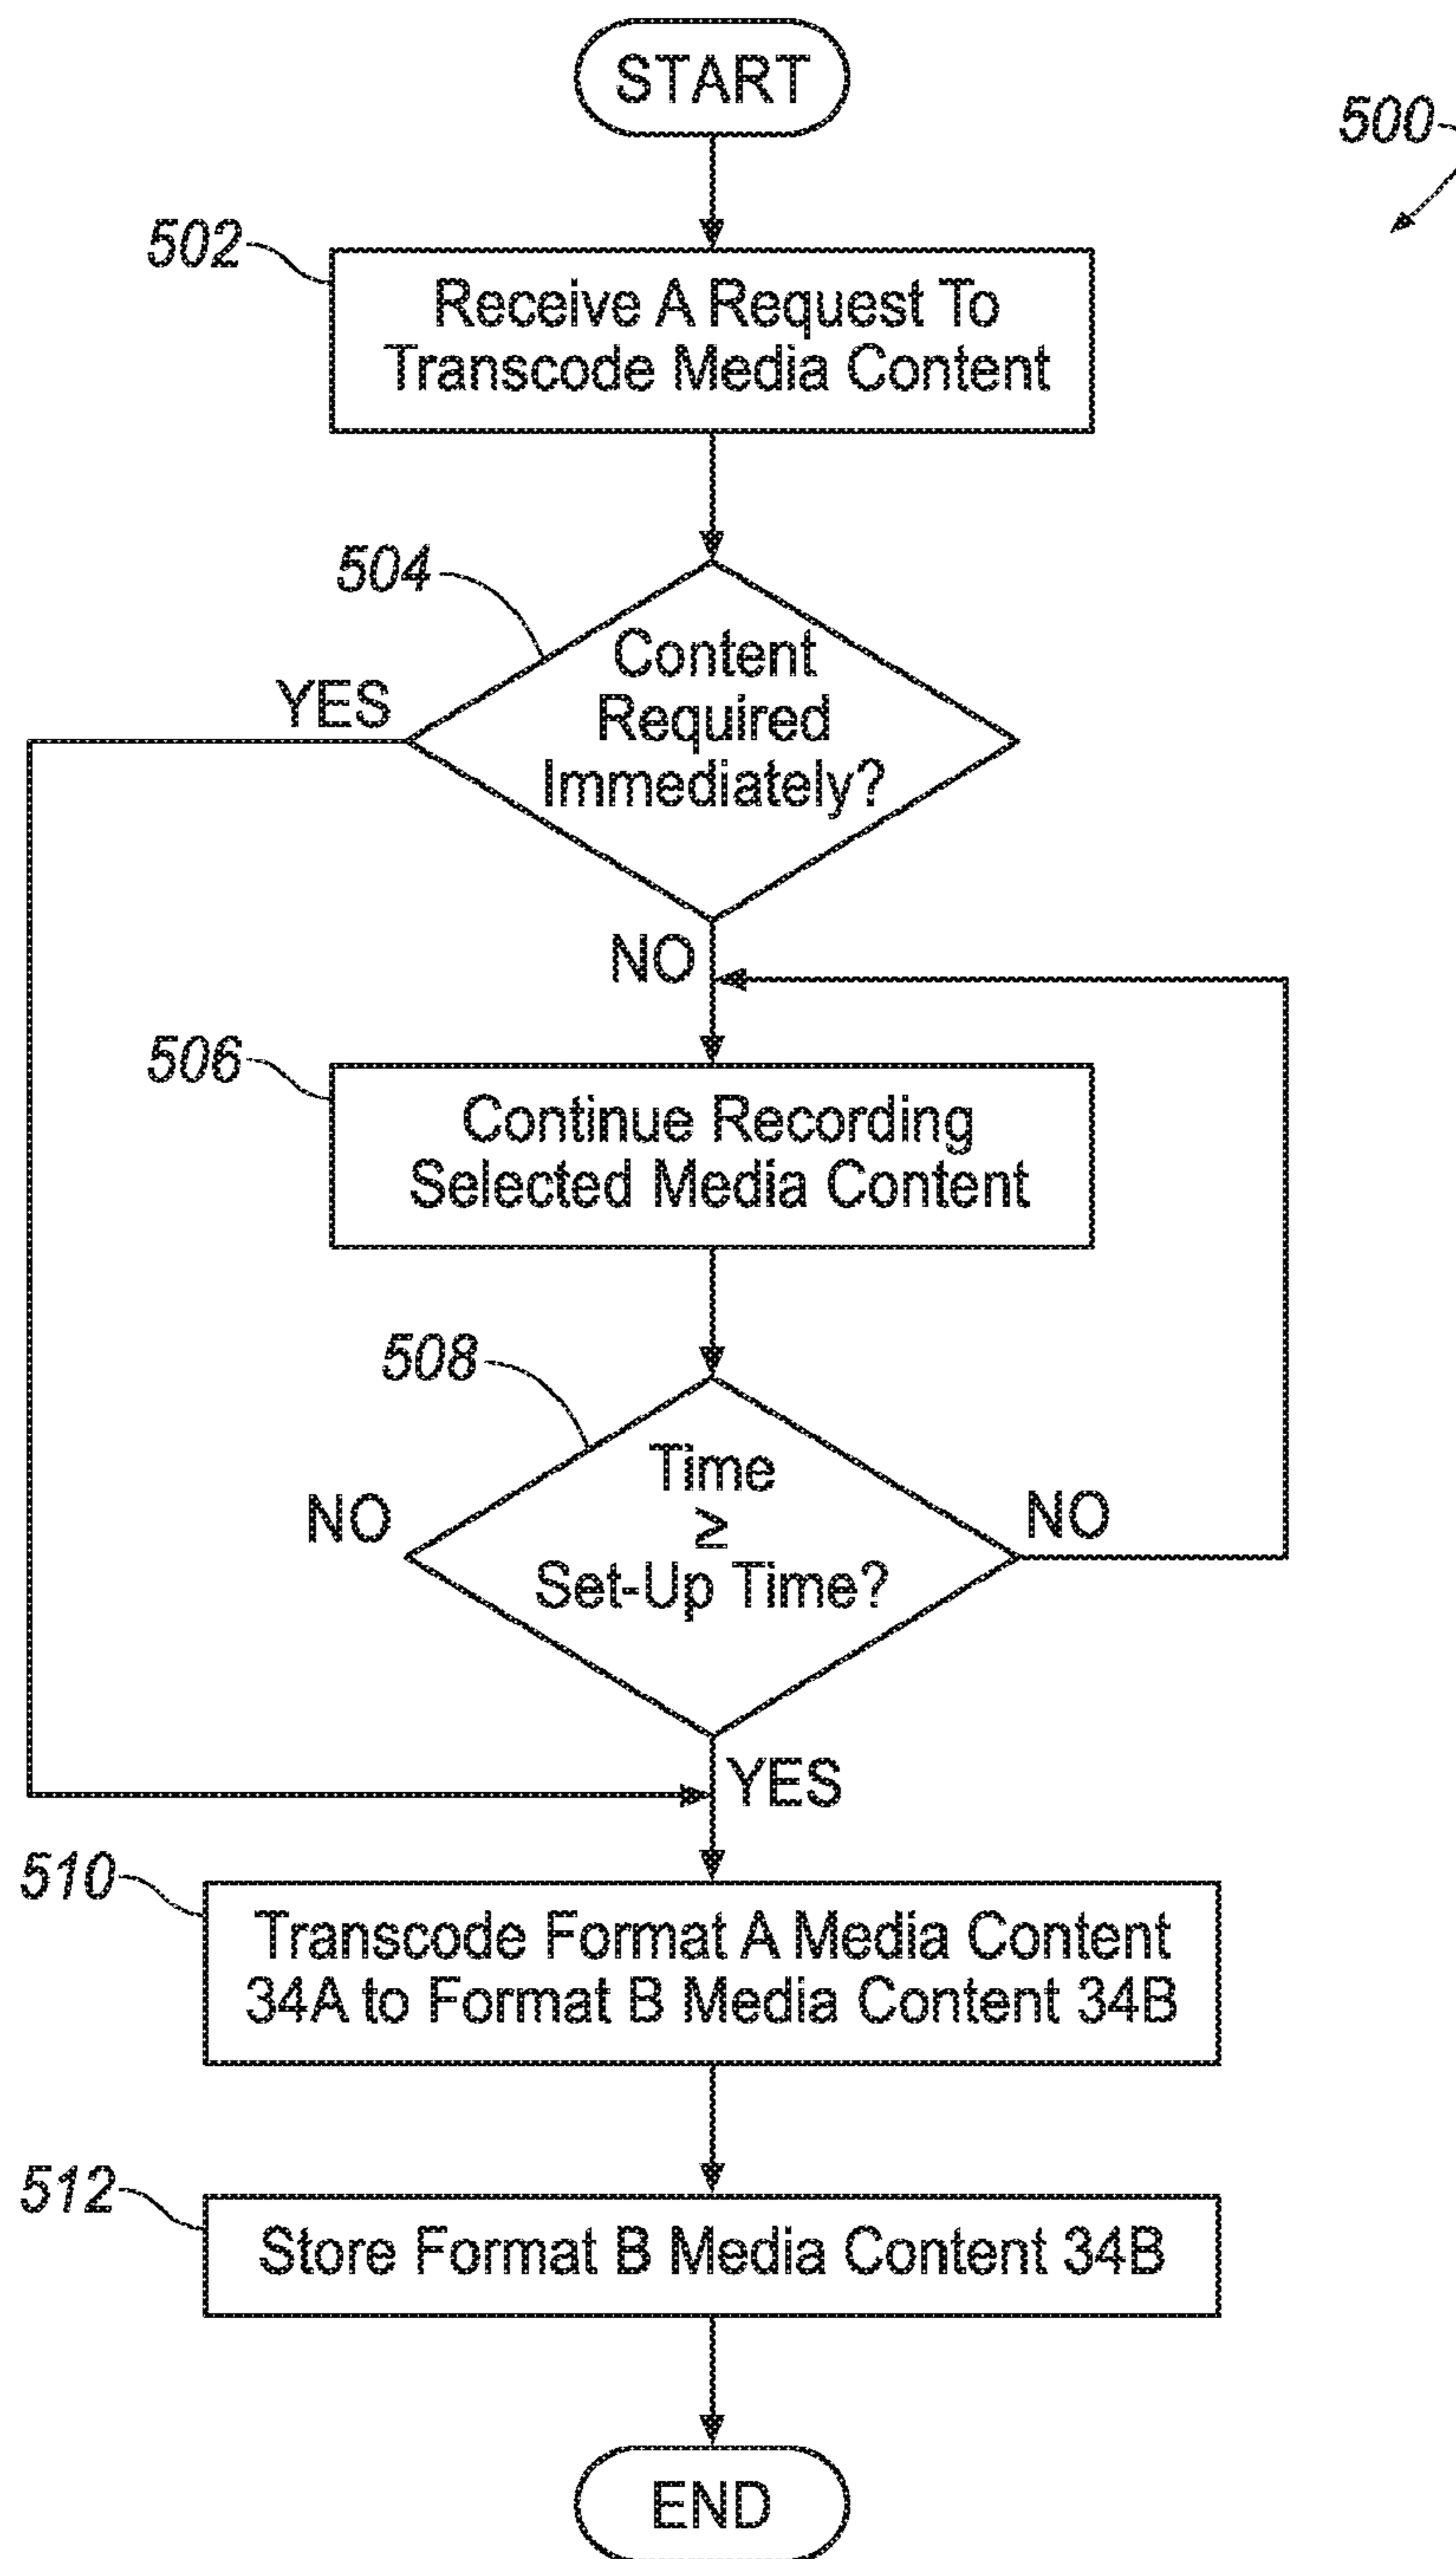 START
500
502
Receive A Request To
Transcode Media Content
504
Content
Required
Immediately?
YES
NO
506
Continue Recording
Selected Media Content
508
Time
≥
Set-Up Time?
NO
NO
YES
510
Transcode Format A Media Content
34A to Format B Media Content 34B
512
Store Format B Media Content 34B
END